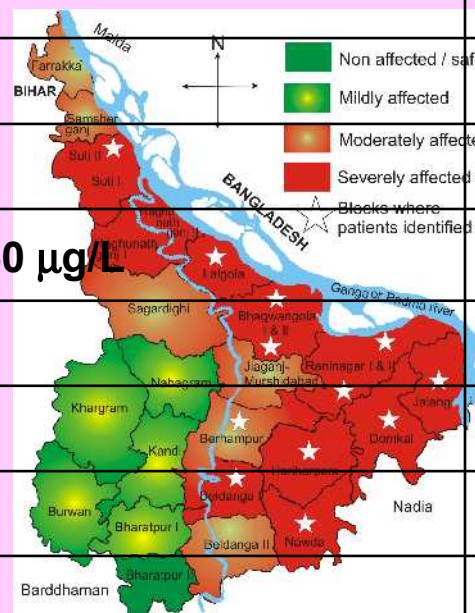 Malda
N
Farrakka
BIHAR
Samsher
ganj
Suti II
Suti I
Non affected / saf
Mildly affected
Moderately affecte
Severely affected
Blocks where
patients identified
BANGLADESH
Lalgola
0 µg/L
Sagardighi
Bhagwangola
I & II
Ganga or Padma river
Jiaganj-
Murshidabad
Raninagar I & II
Nabagram
Khargram
Jalangi
Berhampur
Domkal
Kandi
Hariharpara
Beldanga I
Burwan
Bharatpur I
Nawda
Nadia
Beldanga II
Bharatpur II
Barddhaman